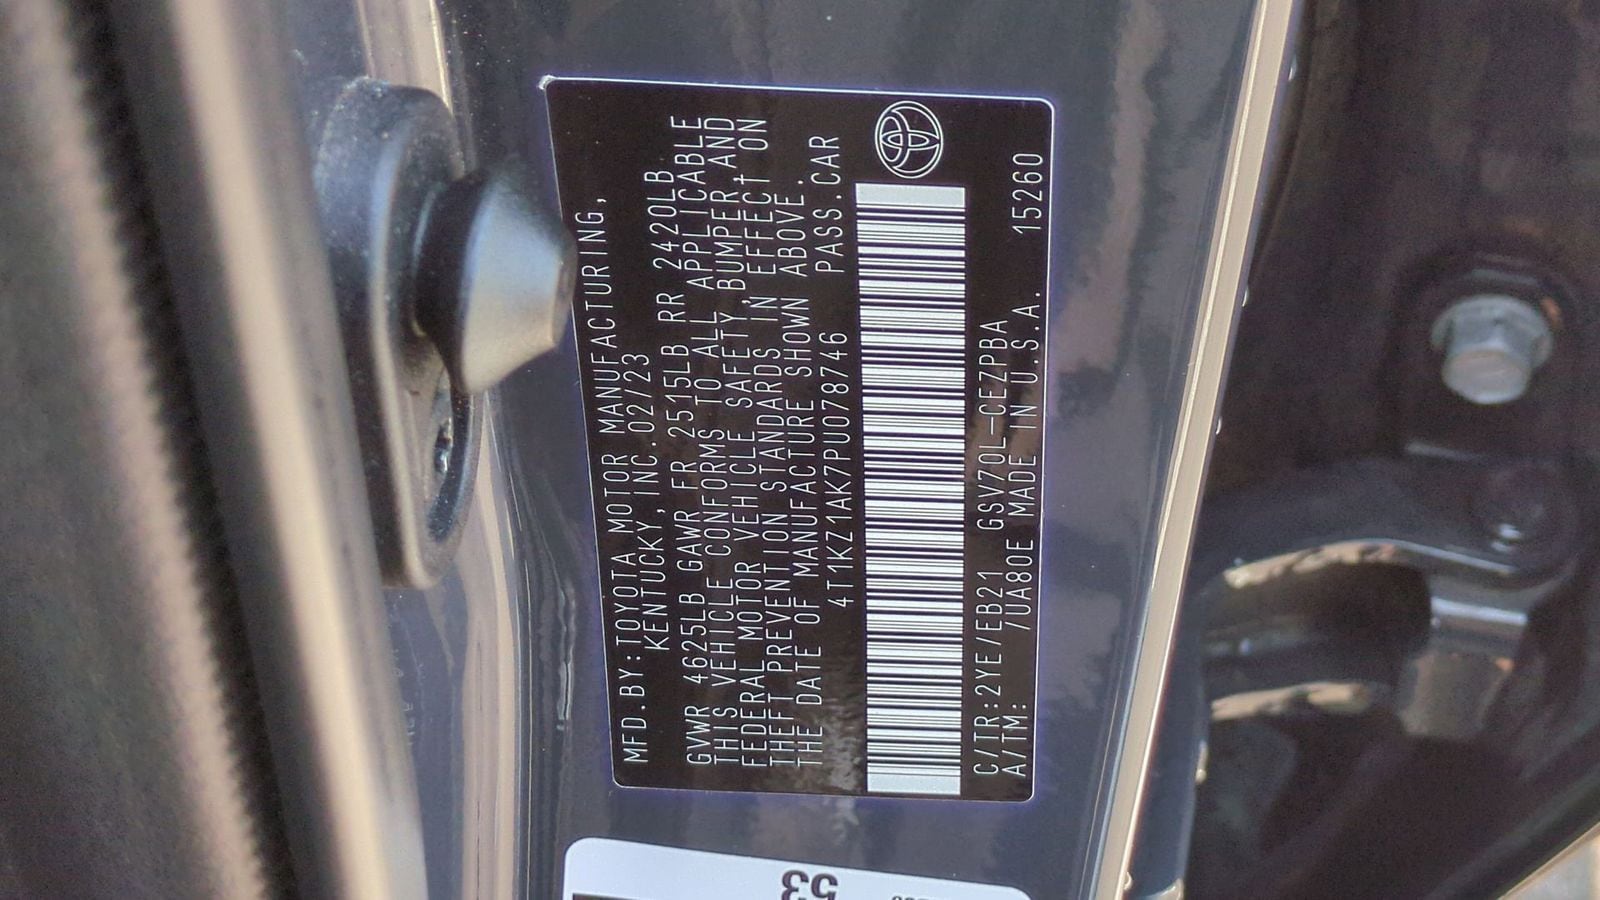 MFD.BY:TOYOTA MOTOR MANUFACTURING,
KENTUCKY, INC.02/23
GVWR 4625LB GAWR FR 2515LB RR 2420LB
THIS VEHICLE CONFORMS TO ALL APPLICABLE
FEDERAL MOTOR VEHICLE SAFETY,BUMPER,AND
THEFT PREVENTION STANDARDS IN EFFECT ON
THE DATE OF MANUFACTURE SHOWN ABOVE.
4T1KZ1AK7PU078746 PASS.CAR
C/TR:2YE/EB21 GSV70L-CEZPBA
A/TM: /UA80E MADE IN U.S.A. 15260
53